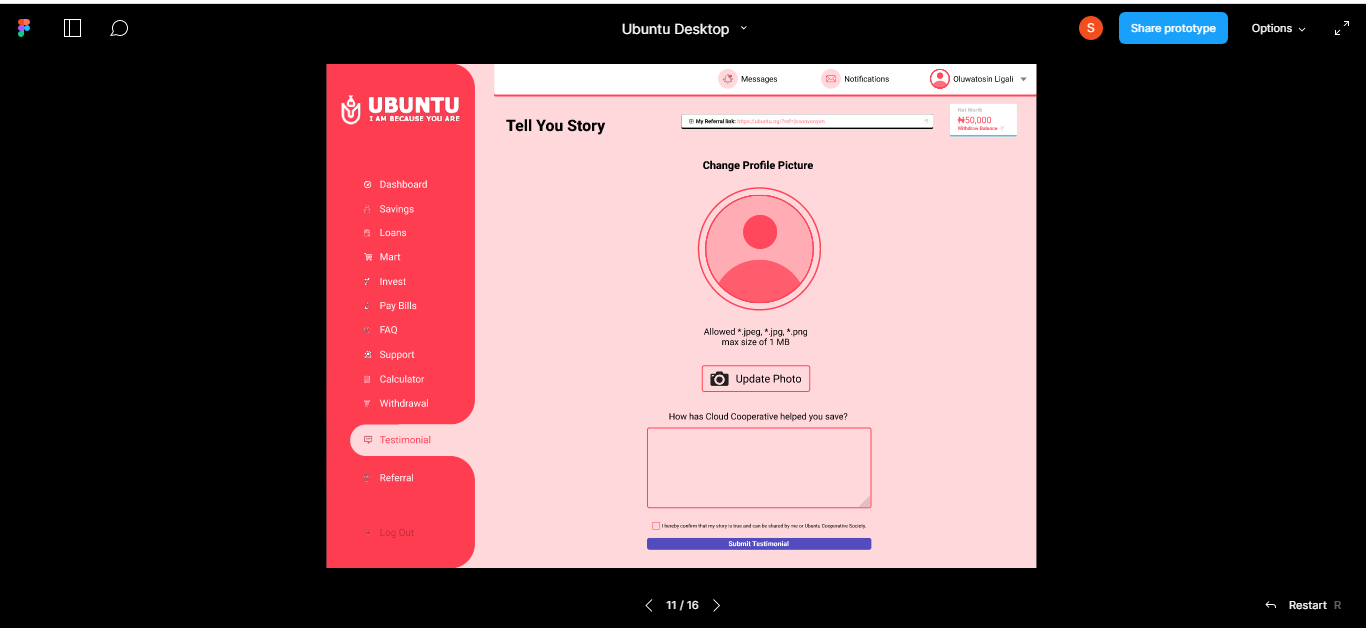 Ubuntu Desktop
S
Share prototype
Options
UBUNTU
I AM BECAUSE YOU ARE
Messages
Notifications
Oluwatosin Ligali
Tell You Story
My Referral link:
Net Worth
₦50,000
Withdraw Balance
Change Profile Picture
Dashboard
Savings
Loans
Mart
Invest
Pay Bills
FAQ
Support
Calculator
Withdrawal
Testimonial
Referral
Log Out
Allowed *.jpeg, *.jpg, *.png
max size of 1 MB
Update Photo
How has Cloud Cooperative helped you save?
I hereby confirm that my story is true and can be shared by me or Ubuntu Cooperative Society.
Submit Testimonial
11 / 16
Restart R